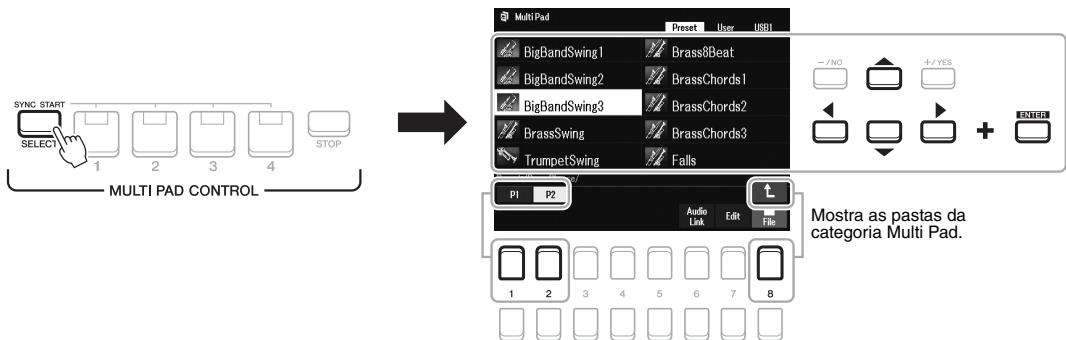 SYNC START
SELECT
1 2 3 4
STOP
MULTI PAD CONTROL
Multi Pad
Preset User USB1
BigBandSwing1 Brass8Beat
BigBandSwing2 BrassChords1
BigBandSwing3 BrassChords2
BrassSwing BrassChords3
TrumpetSwing Falls
P1 P2
Audio Link Edit File
1 2 3 4 5 6 7 8
−/NO
+/YES
+
ENTER
Mostra as pastas da
categoria Multi Pad.